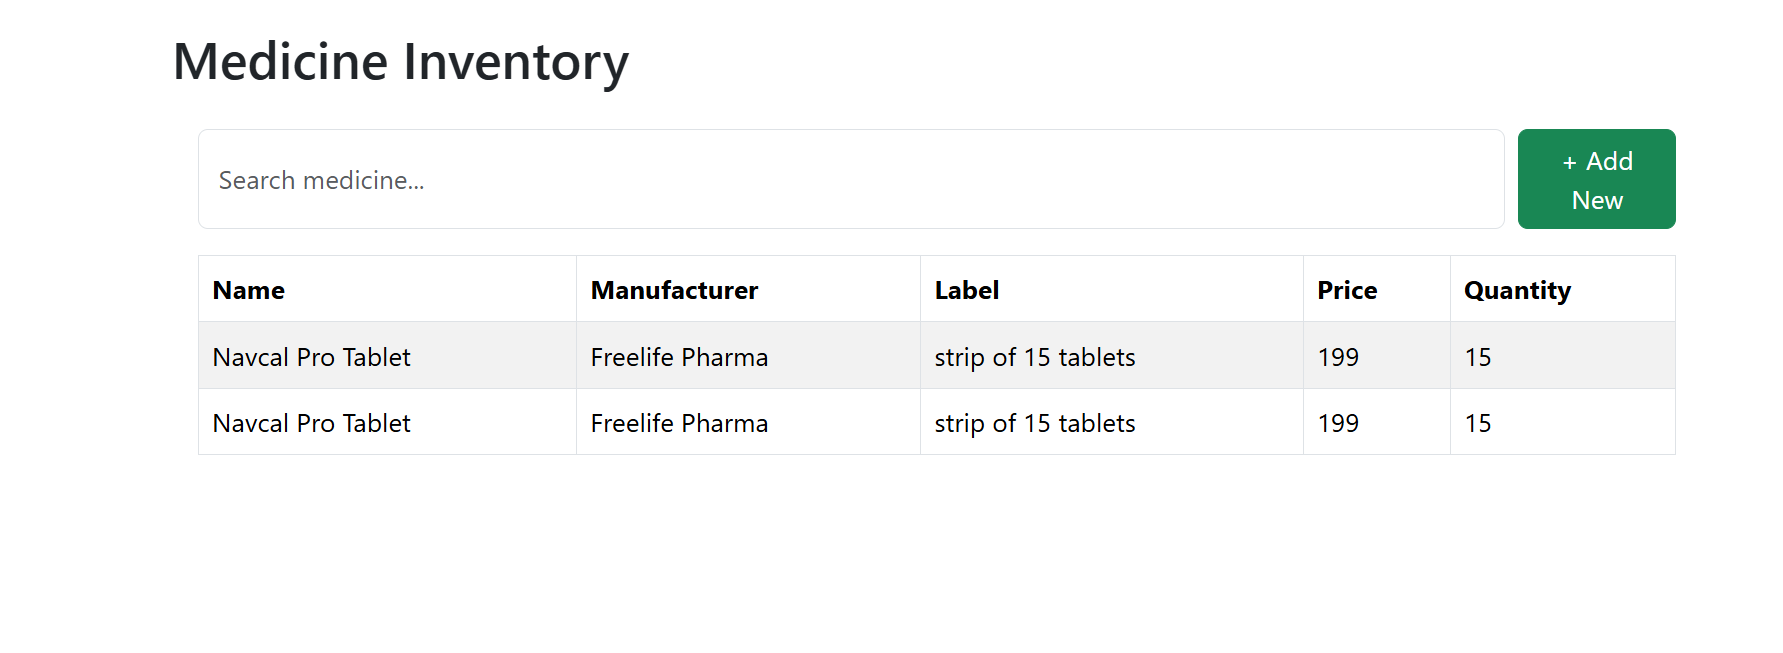 Medicine Inventory
Search medicine...
+ Add
New
Name Manufacturer Label Price Quantity
Navcal Pro Tablet Freelife Pharma strip of 15 tablets 199 15
Navcal Pro Tablet Freelife Pharma strip of 15 tablets 199 15